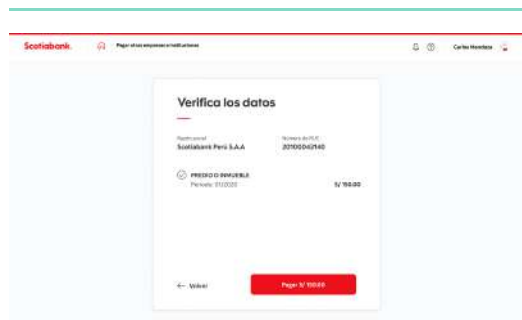 Scotiabank.
Pagar otras empresas o instituciones
Carlos Mendoza
Verifica los datos
Razón social
Número de RUC
Scotiabank Perú S.A.A
20100043140
PREDIO O INMUEBLE
Periodo: 01/2020
S/ 150.00
Volver
Pagar S/ 150.00